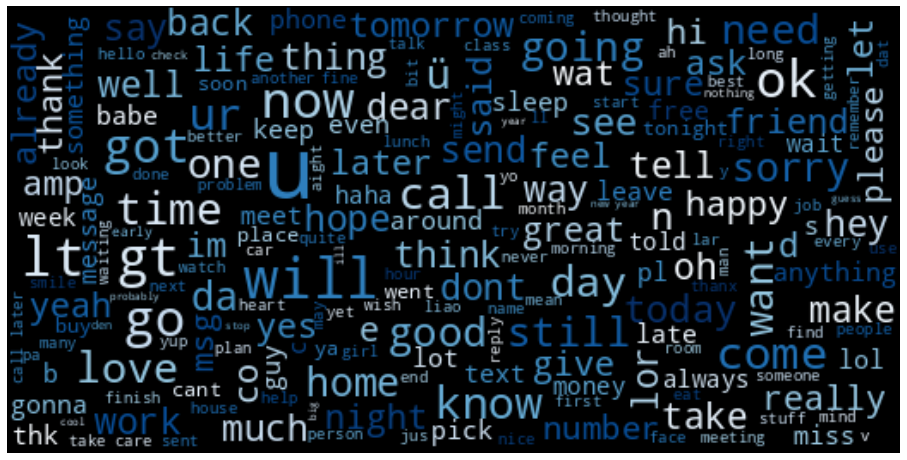 already
say
back
phone
tomorrow
coming
thought
hi
need
let
dat
something
hello
check
life
thing
talk
class
going
ah
ask
long
getting
thank
well
soon
another
fine
ü
bit
said
wat
sure
best
nothing
ok
remember
please
babe
ur
better
now
dear
might
sleep
start
free
friend
got
keep
even
year
ll
see
tonight
right
wait
look
done
one
u
aight
later
lunch
send
feel
tell
y
sorry
amp
problem
haha
call
yo
way
leave
n
happy
job
guess
week
message
time
meet
hope
around
month
new year
s
hey
waiting
early
im
place
quite
try
great
told
lar
man
every
use
lt
gt
watch
car
ill
think
never
morning
oh
d
want
anything
smile
next
will
hour
dont
day
pl
yeah
probably
da
heart
went
name
mean
today
thanx
make
buy
den
go
stop
yet
wish
liao
reply
still
late
find
people
call later
many
yup
yes
c
may
e
good
come
lol
pa
msg
plan
guy
ya
girl
lot
text
give
room
b
love
co
cant
help
home
end
know
money
lor
always
someone
really
gonna
finish
house
night
first
take
eat
stuff
mind
thk
cool
work
much
big
person
jus
pick
nice
number
face
meeting
miss
v
take care
sent